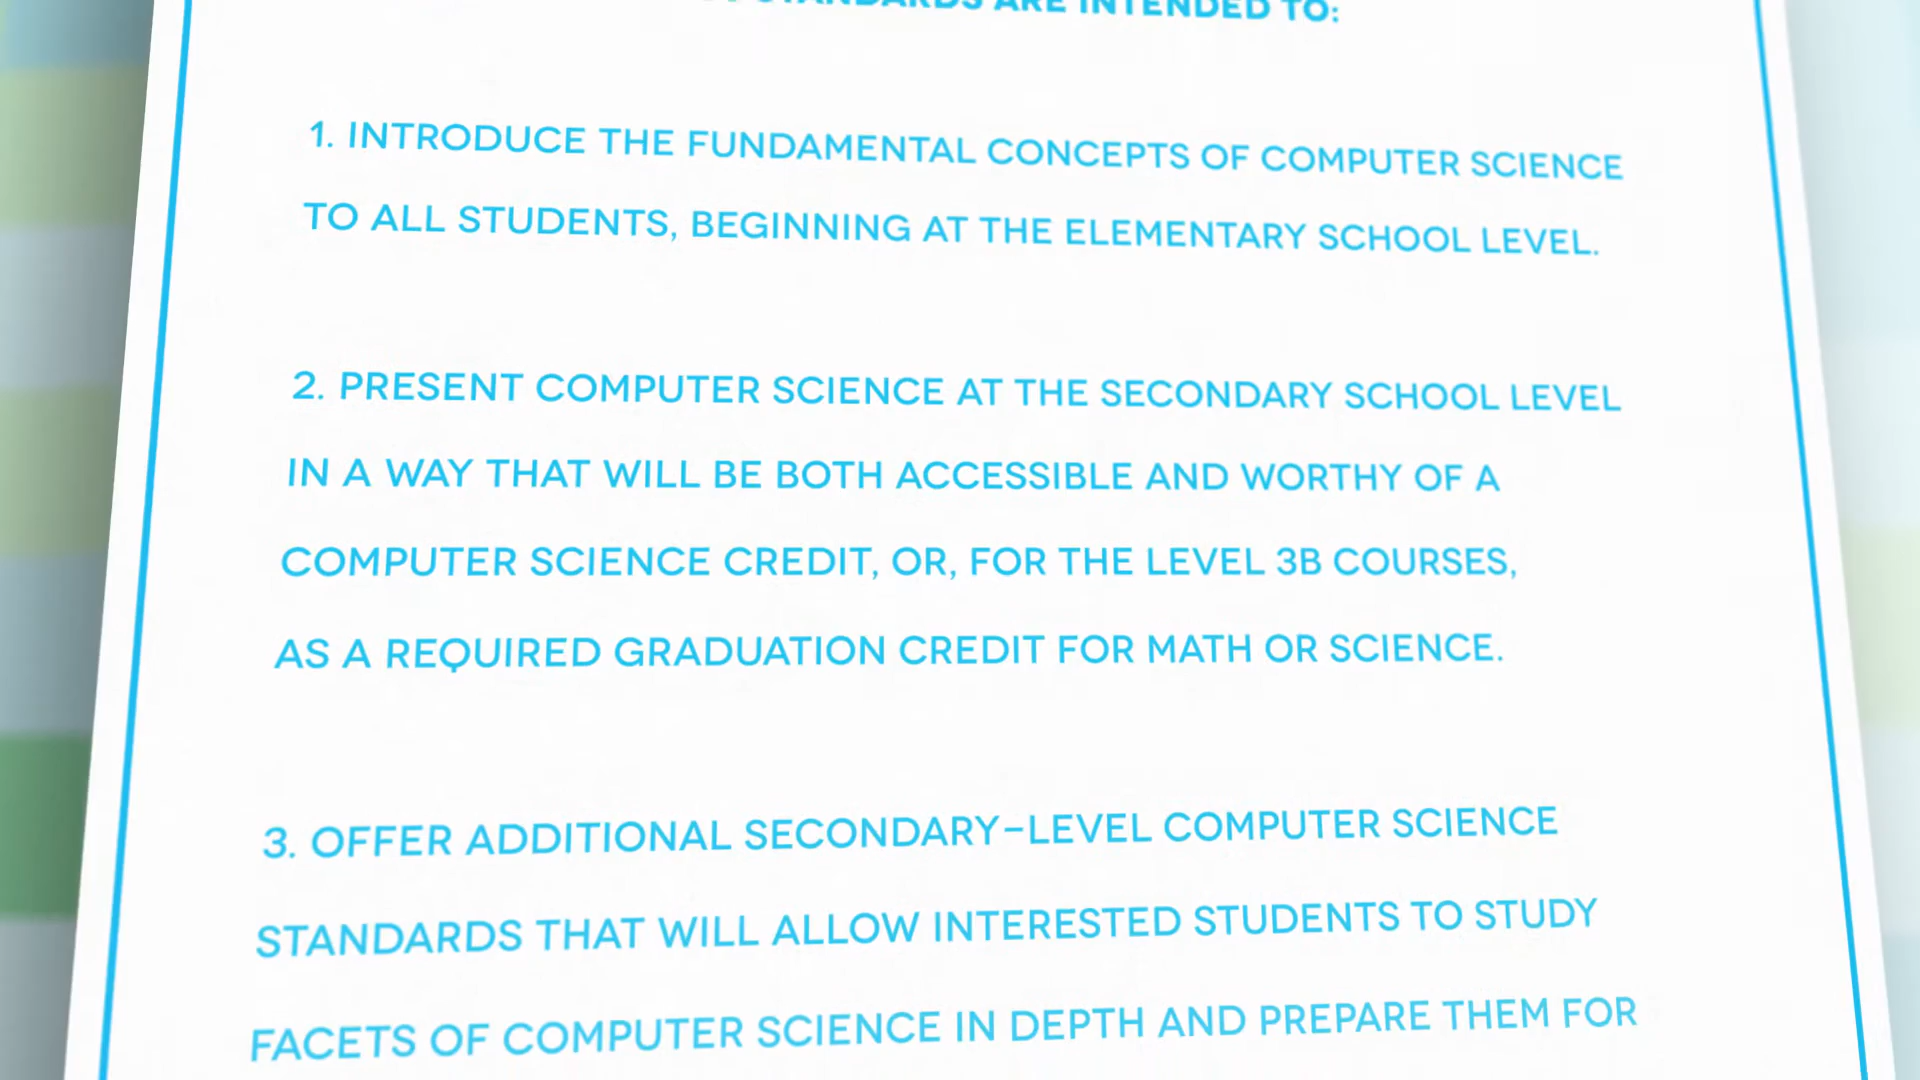 STANDARDS ARE INTENDED TO:
1. INTRODUCE THE FUNDAMENTAL CONCEPTS OF COMPUTER SCIENCE
TO ALL STUDENTS, BEGINNING AT THE ELEMENTARY SCHOOL LEVEL.
2. PRESENT COMPUTER SCIENCE AT THE SECONDARY SCHOOL LEVEL
IN A WAY THAT WILL BE BOTH ACCESSIBLE AND WORTHY OF A
COMPUTER SCIENCE CREDIT, OR, FOR THE LEVEL 3B COURSES,
AS A REQUIRED GRADUATION CREDIT FOR MATH OR SCIENCE.
3. OFFER ADDITIONAL SECONDARY-LEVEL COMPUTER SCIENCE
STANDARDS THAT WILL ALLOW INTERESTED STUDENTS TO STUDY
FACETS OF COMPUTER SCIENCE IN DEPTH AND PREPARE THEM FOR